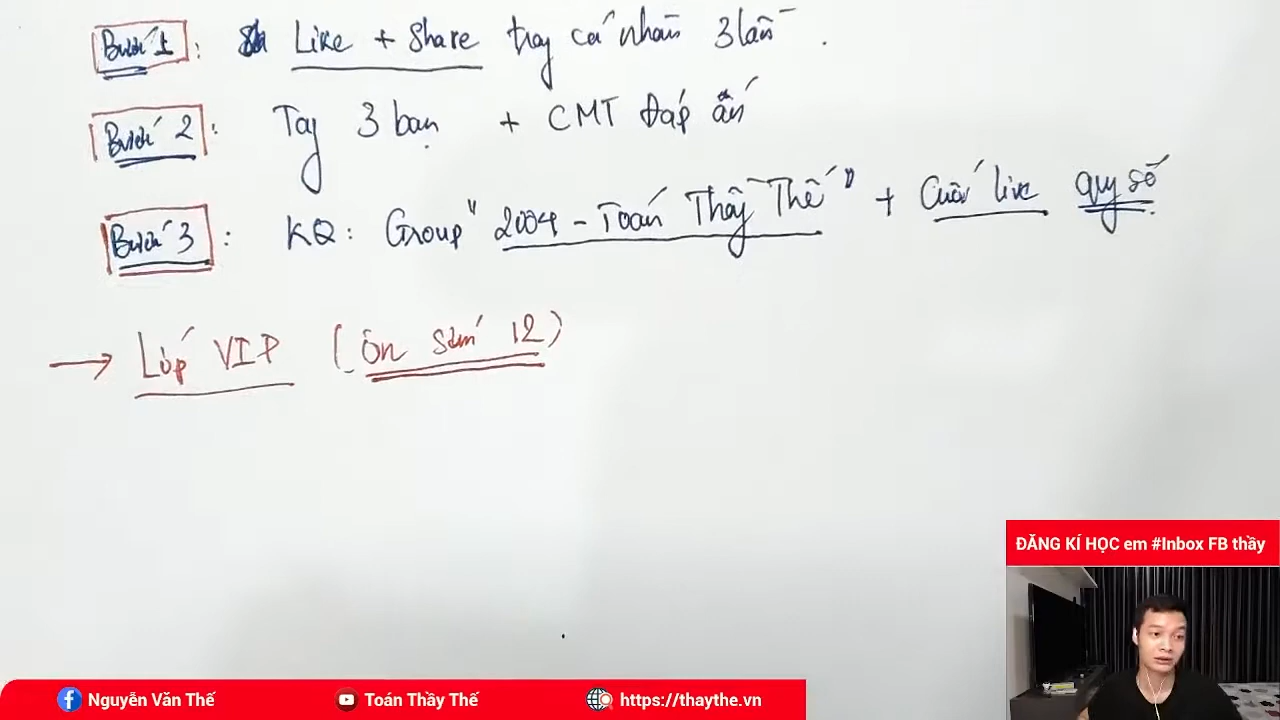 Bước 1: Like + Share trang cá nhân 3 lần.
Bước 2: Tag 3 bạn + CMT đáp án
Bước 3: KQ: Group "2004 - Toán Thầy Thế" + Cuối live quay số
→ Lớp VIP (Ôn sớm 12)
ĐĂNG KÍ HỌC em #Inbox FB thầy
Nguyễn Văn Thế
Toán Thầy Thế
https://thaythe.vn